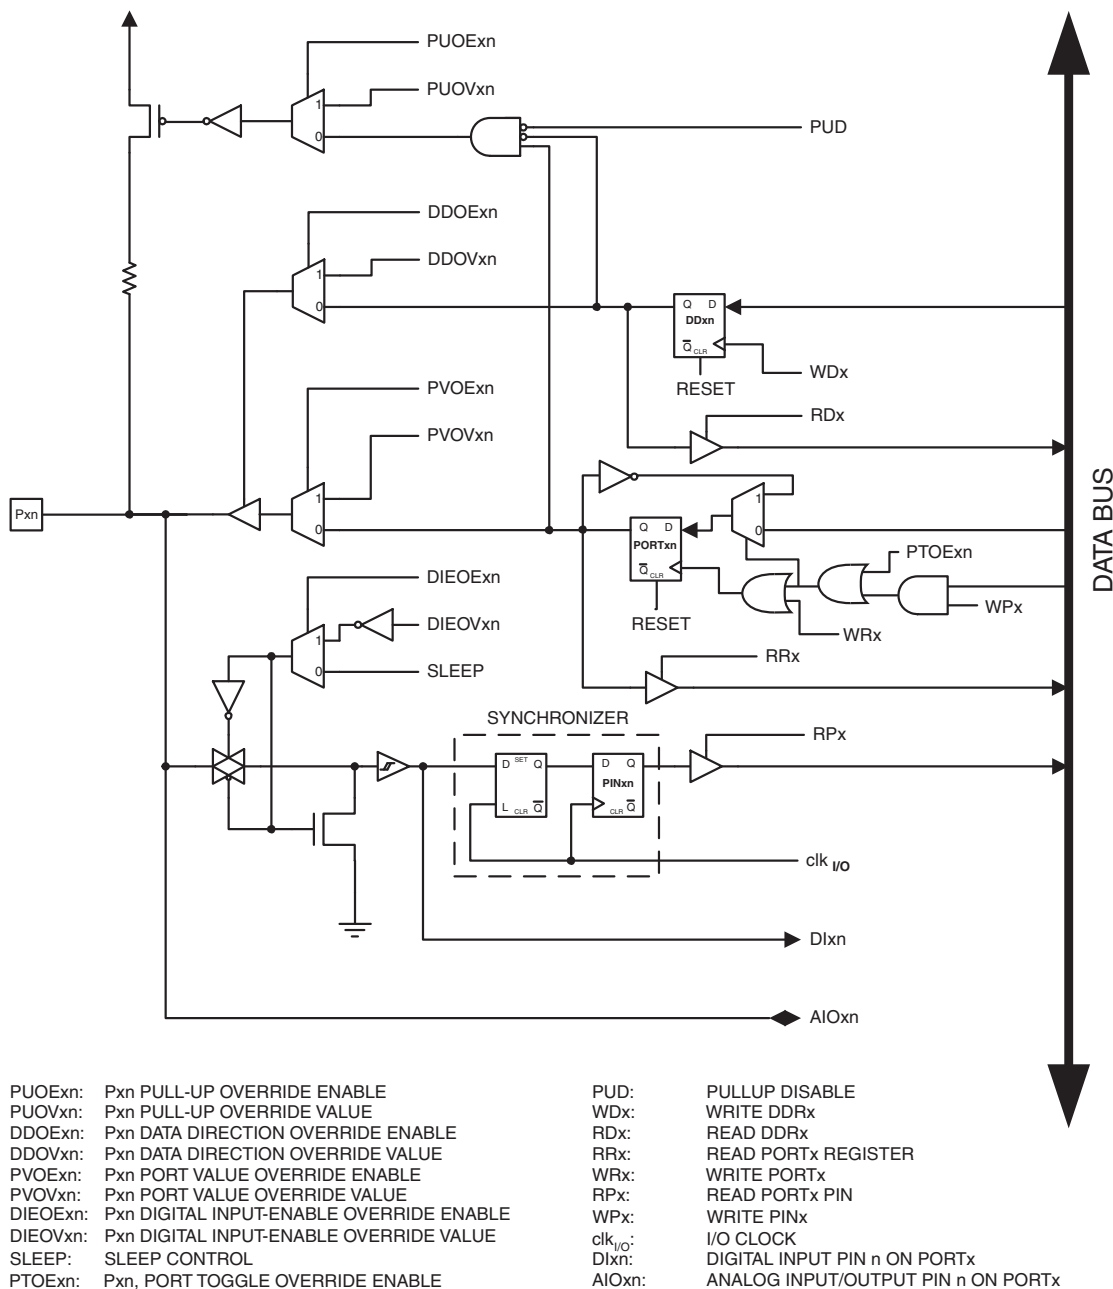 PUOExn
PUOVxn
1
0
PUD
DDOExn
DDOVxn
1
0
Q D
DDxn
Q CLR
WDx
RESET
PVOExn
RDx
PVOVxn
DATA BUS
1
0
Pxn
1
0
Q D
PORTxn
Q CLR
PTOExn
DIEOExn
WPx
RESET
WRx
DIEOVxn
1
0
SLEEP
RRx
SYNCHRONIZER
RPx
D SET Q
L CLR Q
D Q
PINxn
CLR Q
clk I/O
DIxn
AIOxn
PUOExn: Pxn PULL-UP OVERRIDE ENABLE
PUOVxn: Pxn PULL-UP OVERRIDE VALUE
DDOExn: Pxn DATA DIRECTION OVERRIDE ENABLE
DDOVxn: Pxn DATA DIRECTION OVERRIDE VALUE
PVOExn: Pxn PORT VALUE OVERRIDE ENABLE
PVOVxn: Pxn PORT VALUE OVERRIDE VALUE
DIEOExn: Pxn DIGITAL INPUT-ENABLE OVERRIDE ENABLE
DIEOVxn: Pxn DIGITAL INPUT-ENABLE OVERRIDE VALUE
SLEEP: SLEEP CONTROL
PTOExn: Pxn, PORT TOGGLE OVERRIDE ENABLE
PUD: PULLUP DISABLE
WDx: WRITE DDRx
RDx: READ DDRx
RRx: READ PORTx REGISTER
WRx: WRITE PORTx
RPx: READ PORTx PIN
WPx: WRITE PINx
clkI/O: I/O CLOCK
DIxn: DIGITAL INPUT PIN n ON PORTx
AIOxn: ANALOG INPUT/OUTPUT PIN n ON PORTx